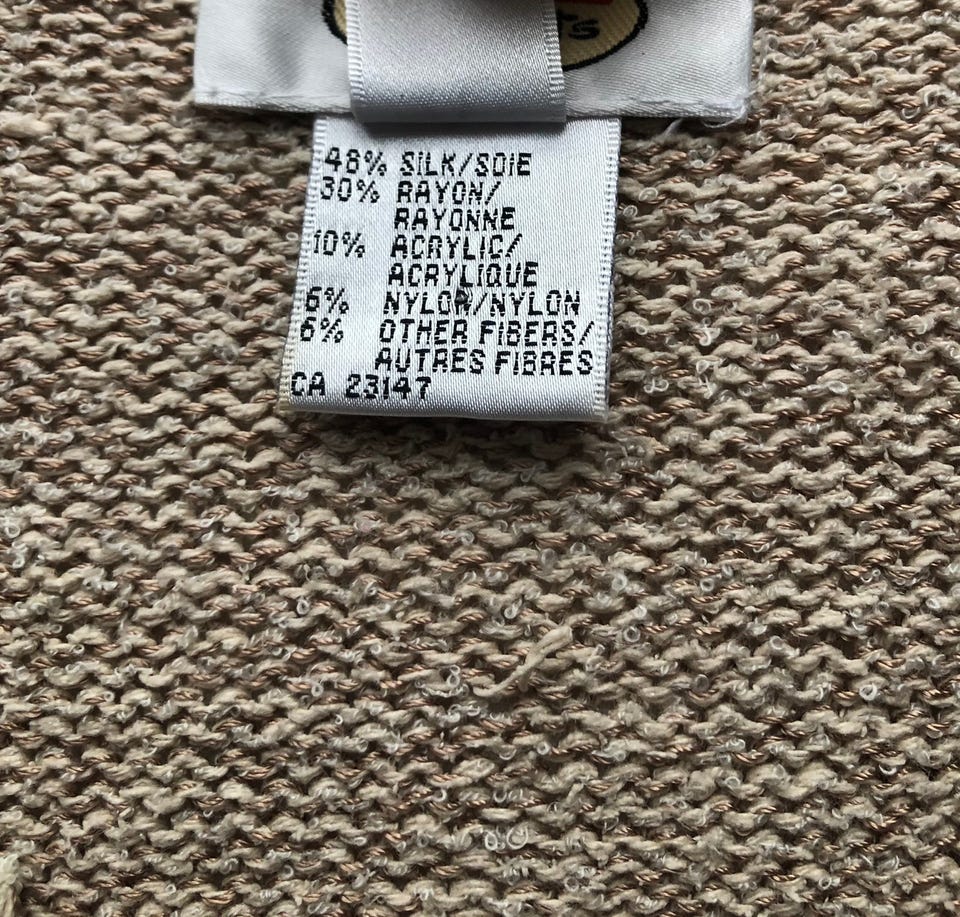 48% SILK/SOIE
30% RAYON/
RAYONNE
10% ACRYLIC/
ACRYLIQUE
6% NYLON/NYLON
6% OTHER FIBERS/
AUTRES FIBRES
CA 23147